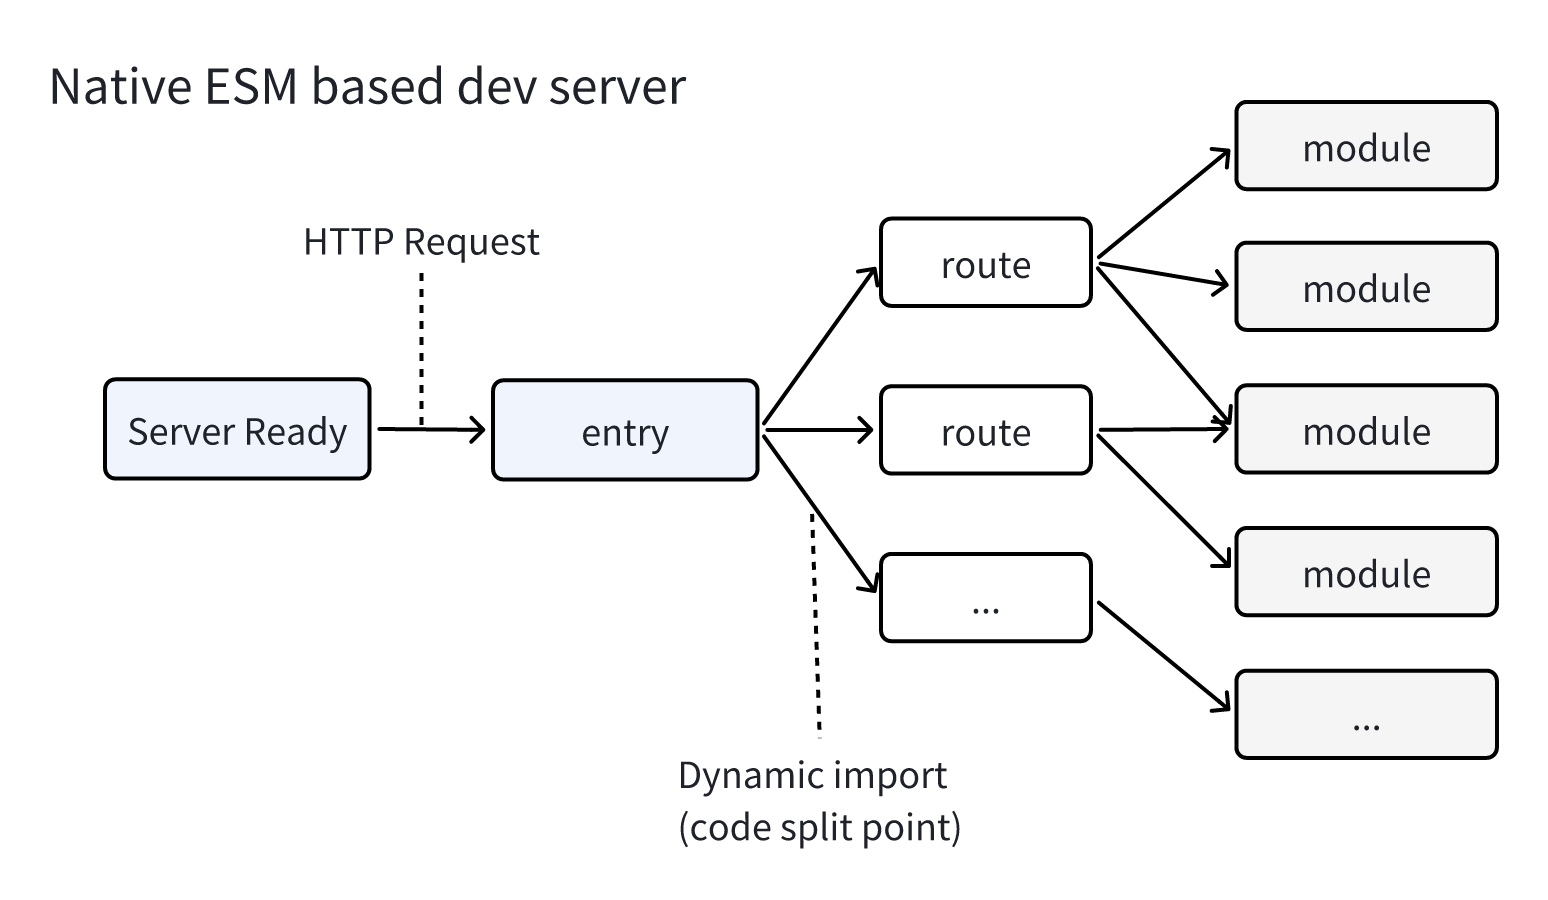 Native ESM based dev server
HTTP Request
Server Ready
entry
route
route
...
module
module
module
module
...
Dynamic import
(code split point)